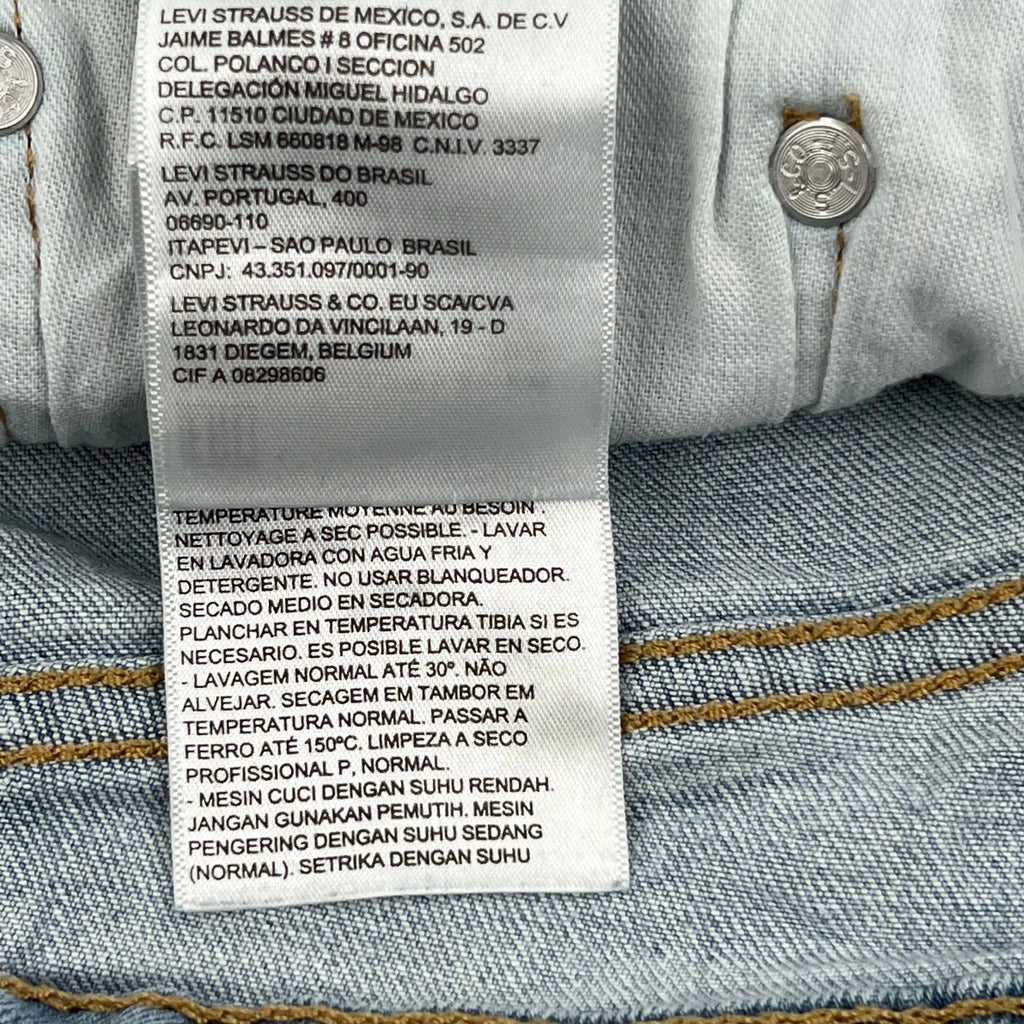 LEVI STRAUSS DE MEXICO, S.A. DE C.V
JAIME BALMES # 8 OFICINA 502
COL. POLANCO I SECCION
DELEGACIÓN MIGUEL HIDALGO
C.P. 11510 CIUDAD DE MEXICO
R.F.C. LSM 660818 M-98 C.N.I.V. 3337
LEVI STRAUSS DO BRASIL
AV. PORTUGAL, 400
06690-110
ITAPEVI – SAO PAULO BRASIL
CNPJ: 43.351.097/0001-90
LEVI STRAUSS & CO. EU SCA/CVA
LEONARDO DA VINCILAAN, 19 - D
1831 DIEGEM, BELGIUM
CIF A 08298606
TEMPERATURE MOYENNE AU BESOIN.
NETTOYAGE A SEC POSSIBLE. - LAVAR
EN LAVADORA CON AGUA FRIA Y
DETERGENTE. NO USAR BLANQUEADOR.
SECADO MEDIO EN SECADORA.
PLANCHAR EN TEMPERATURA TIBIA SI ES
NECESARIO. ES POSIBLE LAVAR EN SECO.
- LAVAGEM NORMAL ATÉ 30º. NÃO
ALVEJAR. SECAGEM EM TAMBOR EM
TEMPERATURA NORMAL. PASSAR A
FERRO ATÉ 150ºC. LIMPEZA A SECO
PROFISSIONAL P, NORMAL.
- MESIN CUCI DENGAN SUHU RENDAH.
JANGAN GUNAKAN PEMUTIH. MESIN
PENGERING DENGAN SUHU SEDANG
(NORMAL). SETRIKA DENGAN SUHU